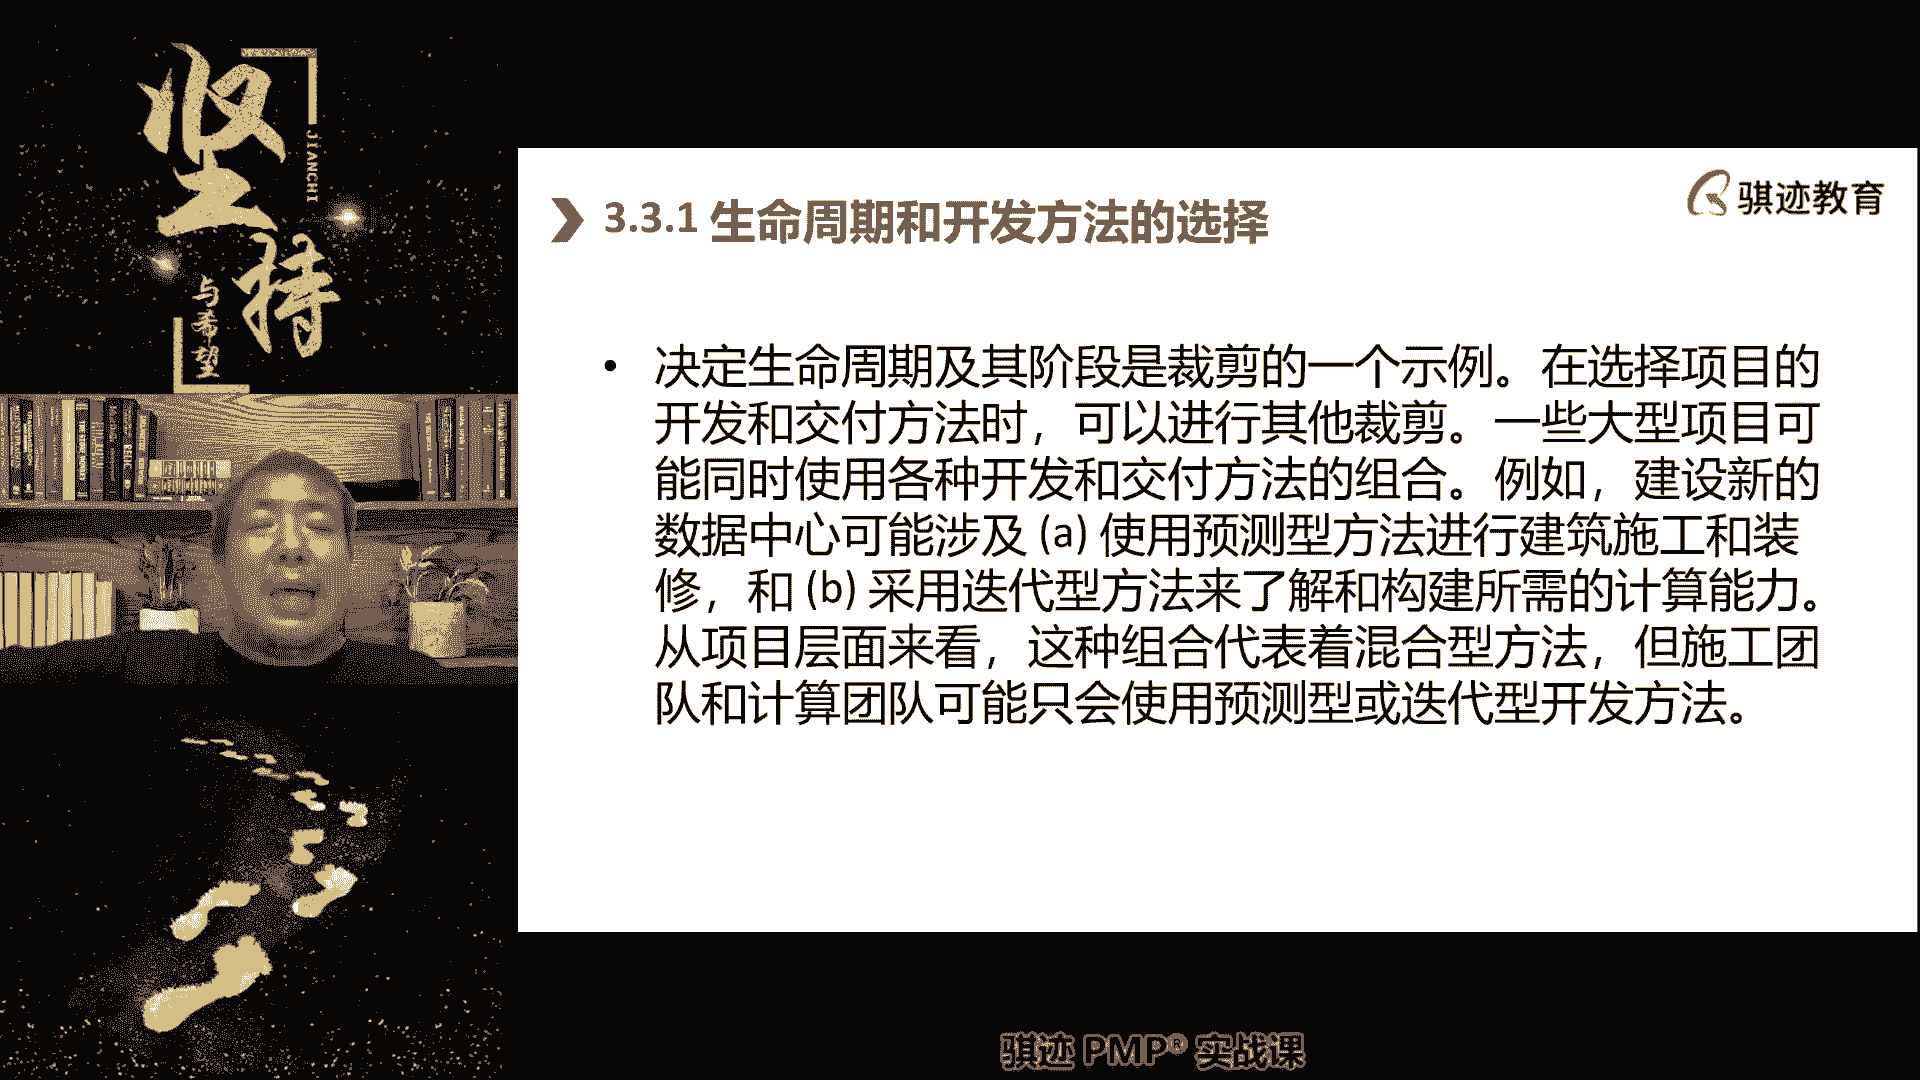 坚持
JIANCHI
与希望
骐迹教育
3.3.1 生命周期和开发方法的选择
• 决定生命周期及其阶段是裁剪的一个示例。在选择项目的
开发和交付方法时，可以进行其他裁剪。一些大型项目可
能同时使用各种开发和交付方法的组合。例如，建设新的
数据中心可能涉及 (a) 使用预测型方法进行建筑施工和装
修，和 (b) 采用迭代型方法来了解和构建所需的计算能力。
从项目层面来看，这种组合代表着混合型方法，但施工团
队和计算团队可能只会使用预测型或迭代型开发方法。
骐迹 PMP® 实战课